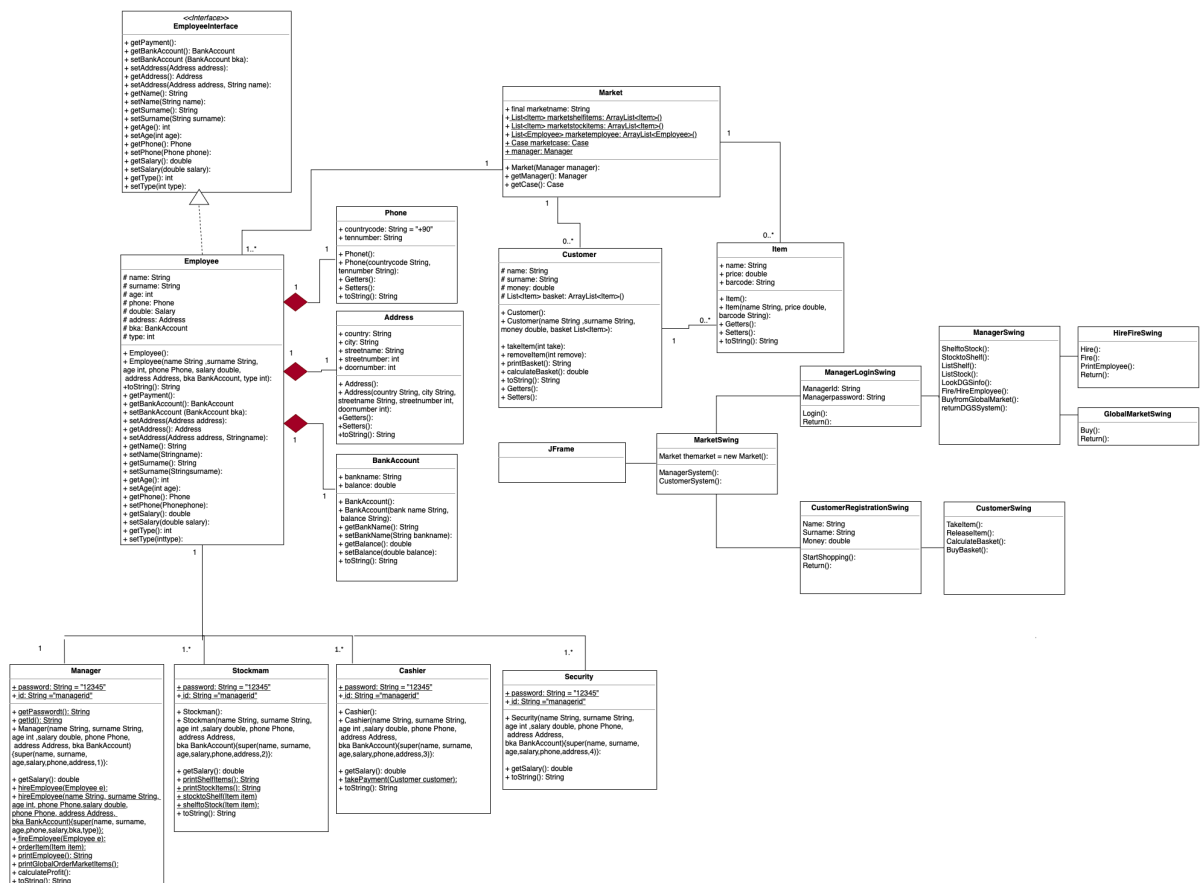 <<Interface>>
EmployeeInterface
+ getPayment():
+ getBankAccount(): BankAccount
+ setBankAccount (BankAccount bka):
+ setAddress(Address address):
+ getAddress(): Address
+ setAddress(Address address, String name):
+ getName(): String
+ setName(String name):
+ getSurname(): String
+ setSurname(String surname):
+ getAge(): int
+ setAge(int age):
+ getPhone(): Phone
+ setPhone(Phone phone):
+ getSalary(): double
+ setSalary(double salary):
+ getType(): int
+ setType(int type):
Market
+ final marketname: String
+ List<Item> marketshelfitems: ArrayList<Item>()
+ List<Item> marketstockitems: ArrayList<Item>()
+ List<Employee> marketemployee: ArrayList<Employee>()
+ Case marketcase: Case
+ manager: Manager
+ Market(Manager manager):
+ getManager(): Manager
+ getCase(): Case
1
1
1
1..*
0..*
0..*
Employee
# name: String
# surname: String
# age: int
# phone: Phone
# double: Salary
# address: Address
# bka: BankAccount
# type: int
+ Employee():
+ Employee(name String ,surname String,
age int, phone Phone, salary double,
address Address, bka BankAccount, type int):
+toString(): String
+ getPayment():
+ getBankAccount(): BankAccount
+ setBankAccount (BankAccount bka):
+ setAddress(Address address):
+ getAddress(): Address
+ setAddress(Address address, Stringname):
+ getName(): String
+ setName(Stringname):
+ getSurname(): String
+ setSurname(Stringsurname):
+ getAge(): int
+ setAge(int age):
+ getPhone(): Phone
+ setPhone(Phonephone):
+ getSalary(): double
+ setSalary(double salary):
+ getType(): int
+ setType(inttype):
1
1
1
1
1
1
1
Phone
+ countrycode: String = "+90"
+ tennumber: String
+ Phonet():
+ Phone(countrycode String,
tennumber String):
+ Getters():
+ Setters():
+ toString(): String
Address
+ country: String
+ city: String
+ streetname: String
+ streetnumber: int
+ doornumber: int
+ Address():
+ Address(country String, city String,
streetname String, streetnumber int,
doornumber int):
+Getters():
+Setters():
+toString(): String
BankAccount
+ bankname: String
+ balance: double
+ BankAccount():
+ BankAccount(bank name String,
balance String):
+ getBankName(): String
+ setBankName(String bankname):
+ getBalance(): double
+ setBalance(double balance):
+ toString(): String
Customer
# name: String
# surname: String
# money: double
# List<Item> basket: ArrayList<Item>()
+ Customer():
+ Customer(name String ,surname String,
money double, basket List<Item>):
+ takeItem(int take):
+ removeItem(int remove):
+ printBasket(): String
+ calculateBasket(): double
+ toString(): String
+ Getters():
+ Setters():
0..*
1
Item
+ name: String
+ price: double
+ barcode: String
+ Item():
+ Item(name String, price double,
barcode String):
+ Getters():
+ Setters():
+ toString(): String
JFrame
MarketSwing
Market themarket = new Market():
ManagerSystem():
CustomerSystem():
ManagerLoginSwing
ManagerId: String
Managerpassword: String
Login():
Return():
ManagerSwing
ShelftoStock():
StocktoShelf():
ListShelf():
ListStock():
LookDGSinfo():
Fire/HireEmployee():
BuyfromGlobalMarket():
returnDGSSystem():
HireFireSwing
Hire():
Fire():
PrintEmployee():
Return():
GlobalMarketSwing
Buy():
Return():
CustomerRegistrationSwing
Name: String
Surname: String
Money: double
StartShopping():
Return():
CustomerSwing
TakeItem():
ReleaseItem():
CalculateBasket():
BuyBasket():
1
1..*
1..*
1..*
Manager
+ password: String = "12345"
+ id: String ="managerid"
+ getPasswordt(): String
+ getId(): String
+ Manager(name String, surname String,
age int ,salary double, phone Phone,
address Address, bka BankAccount)
{super(name, surname,
age,salary,phone,address,1)}:
+ getSalary(): double
+ hireEmployee(Employee e):
+ hireEmployee(name String, surname String,
age int, phone Phone,salary double,
phone Phone, address Address,
bka BankAccount){super(name, surname,
age,phone,salary,bka,type)}:
+ fireEmployee(Employee e):
+ orderItem(Item item):
+ printEmployee(): String
+ printGlobalOrderMarketItems():
+ calculateProfit():
+ toString(): String
Stockmam
+ password: String = "12345"
+ id: String ="managerid"
+ Stockman():
+ Stockman(name String, surname String,
age int ,salary double, phone Phone,
address Address,
bka BankAccount){super(name, surname,
age,salary,phone,address,2)}:
+ getSalary(): double
+ printShelfItems(): String
+ printStockItems(): String
+ stocktoShelf(Item item)
+ shelftoStock(Item item):
+ toString(): String
Cashier
+ password: String = "12345"
+ id: String ="managerid"
+ Cashier():
+ Cashier(name String, surname String,
age int ,salary double, phone Phone,
address Address,
bka BankAccount){super(name, surname,
age,salary,phone,address,3)}:
+ getSalary(): double
+ takePayment(Customer customer):
+ toString(): String
Security
+ password: String = "12345"
+ id: String ="managerid"
+ Security(name String, surname String,
age int ,salary double, phone Phone,
address Address,
bka BankAccount){super(name, surname,
age,salary,phone,address,4)}:
+ getSalary(): double
+ toString(): String